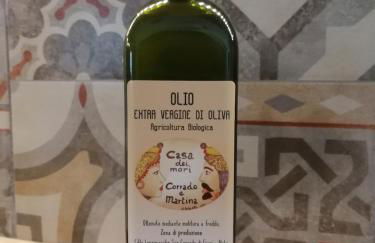 OLIO
EXTRA VERGINE DI OLIVA
Agricoltura Biologica
Casa
dei
mori
Corrado e
Martina
Ottenuto mediante molitura a freddo
Zona di produzione